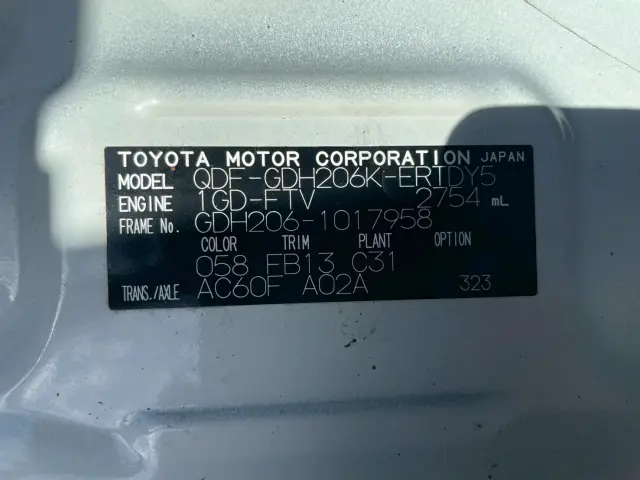 TOYOTA MOTOR CORPORATION JAPAN
MODEL QDF-GDH206K-ERTDY5
ENGINE 1GD-FTV 2754 mL
FRAME No. GDH206-1017958
COLOR TRIM PLANT OPTION
058 FB13 C31
TRANS./AXLE AC60F A02A 323